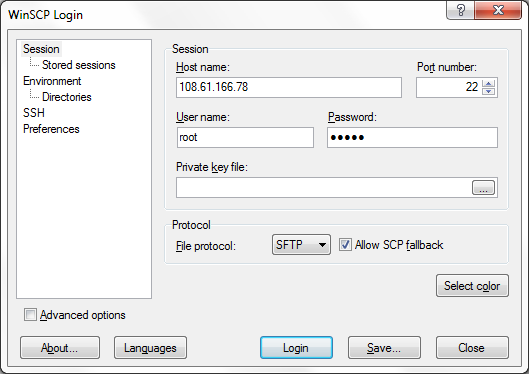 WinSCP Login
Session
Stored sessions
Environment
Directories
SSH
Preferences
Session
Host name: Port number:
108.61.166.78 22
User name: Password:
root •••••
Private key file:
...
Protocol
File protocol: SFTP Allow SCP fallback
Select color
Advanced options
About... Languages Login Save... Close